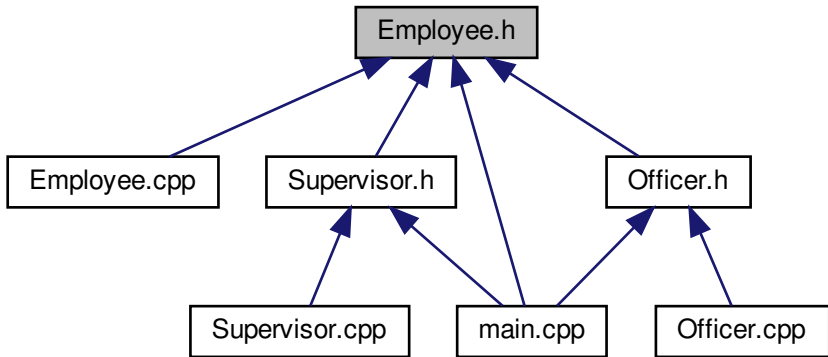 Employee.h
Employee.cpp
Supervisor.h
Officer.h
Supervisor.cpp
main.cpp
Officer.cpp